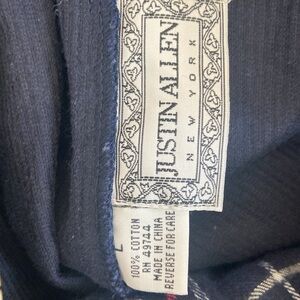 JUSTIN ALLEN
NEW YORK
L
100% COTTON
RN 49744
MADE IN CHINA
REVERSE FOR CARE